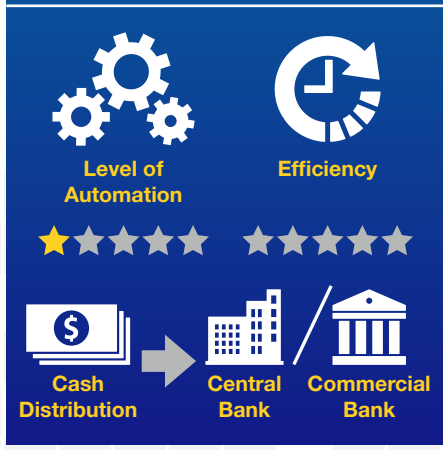 Level of
Automation
Efficiency
$
Cash
Distribution
Central
Bank
Commercial
Bank